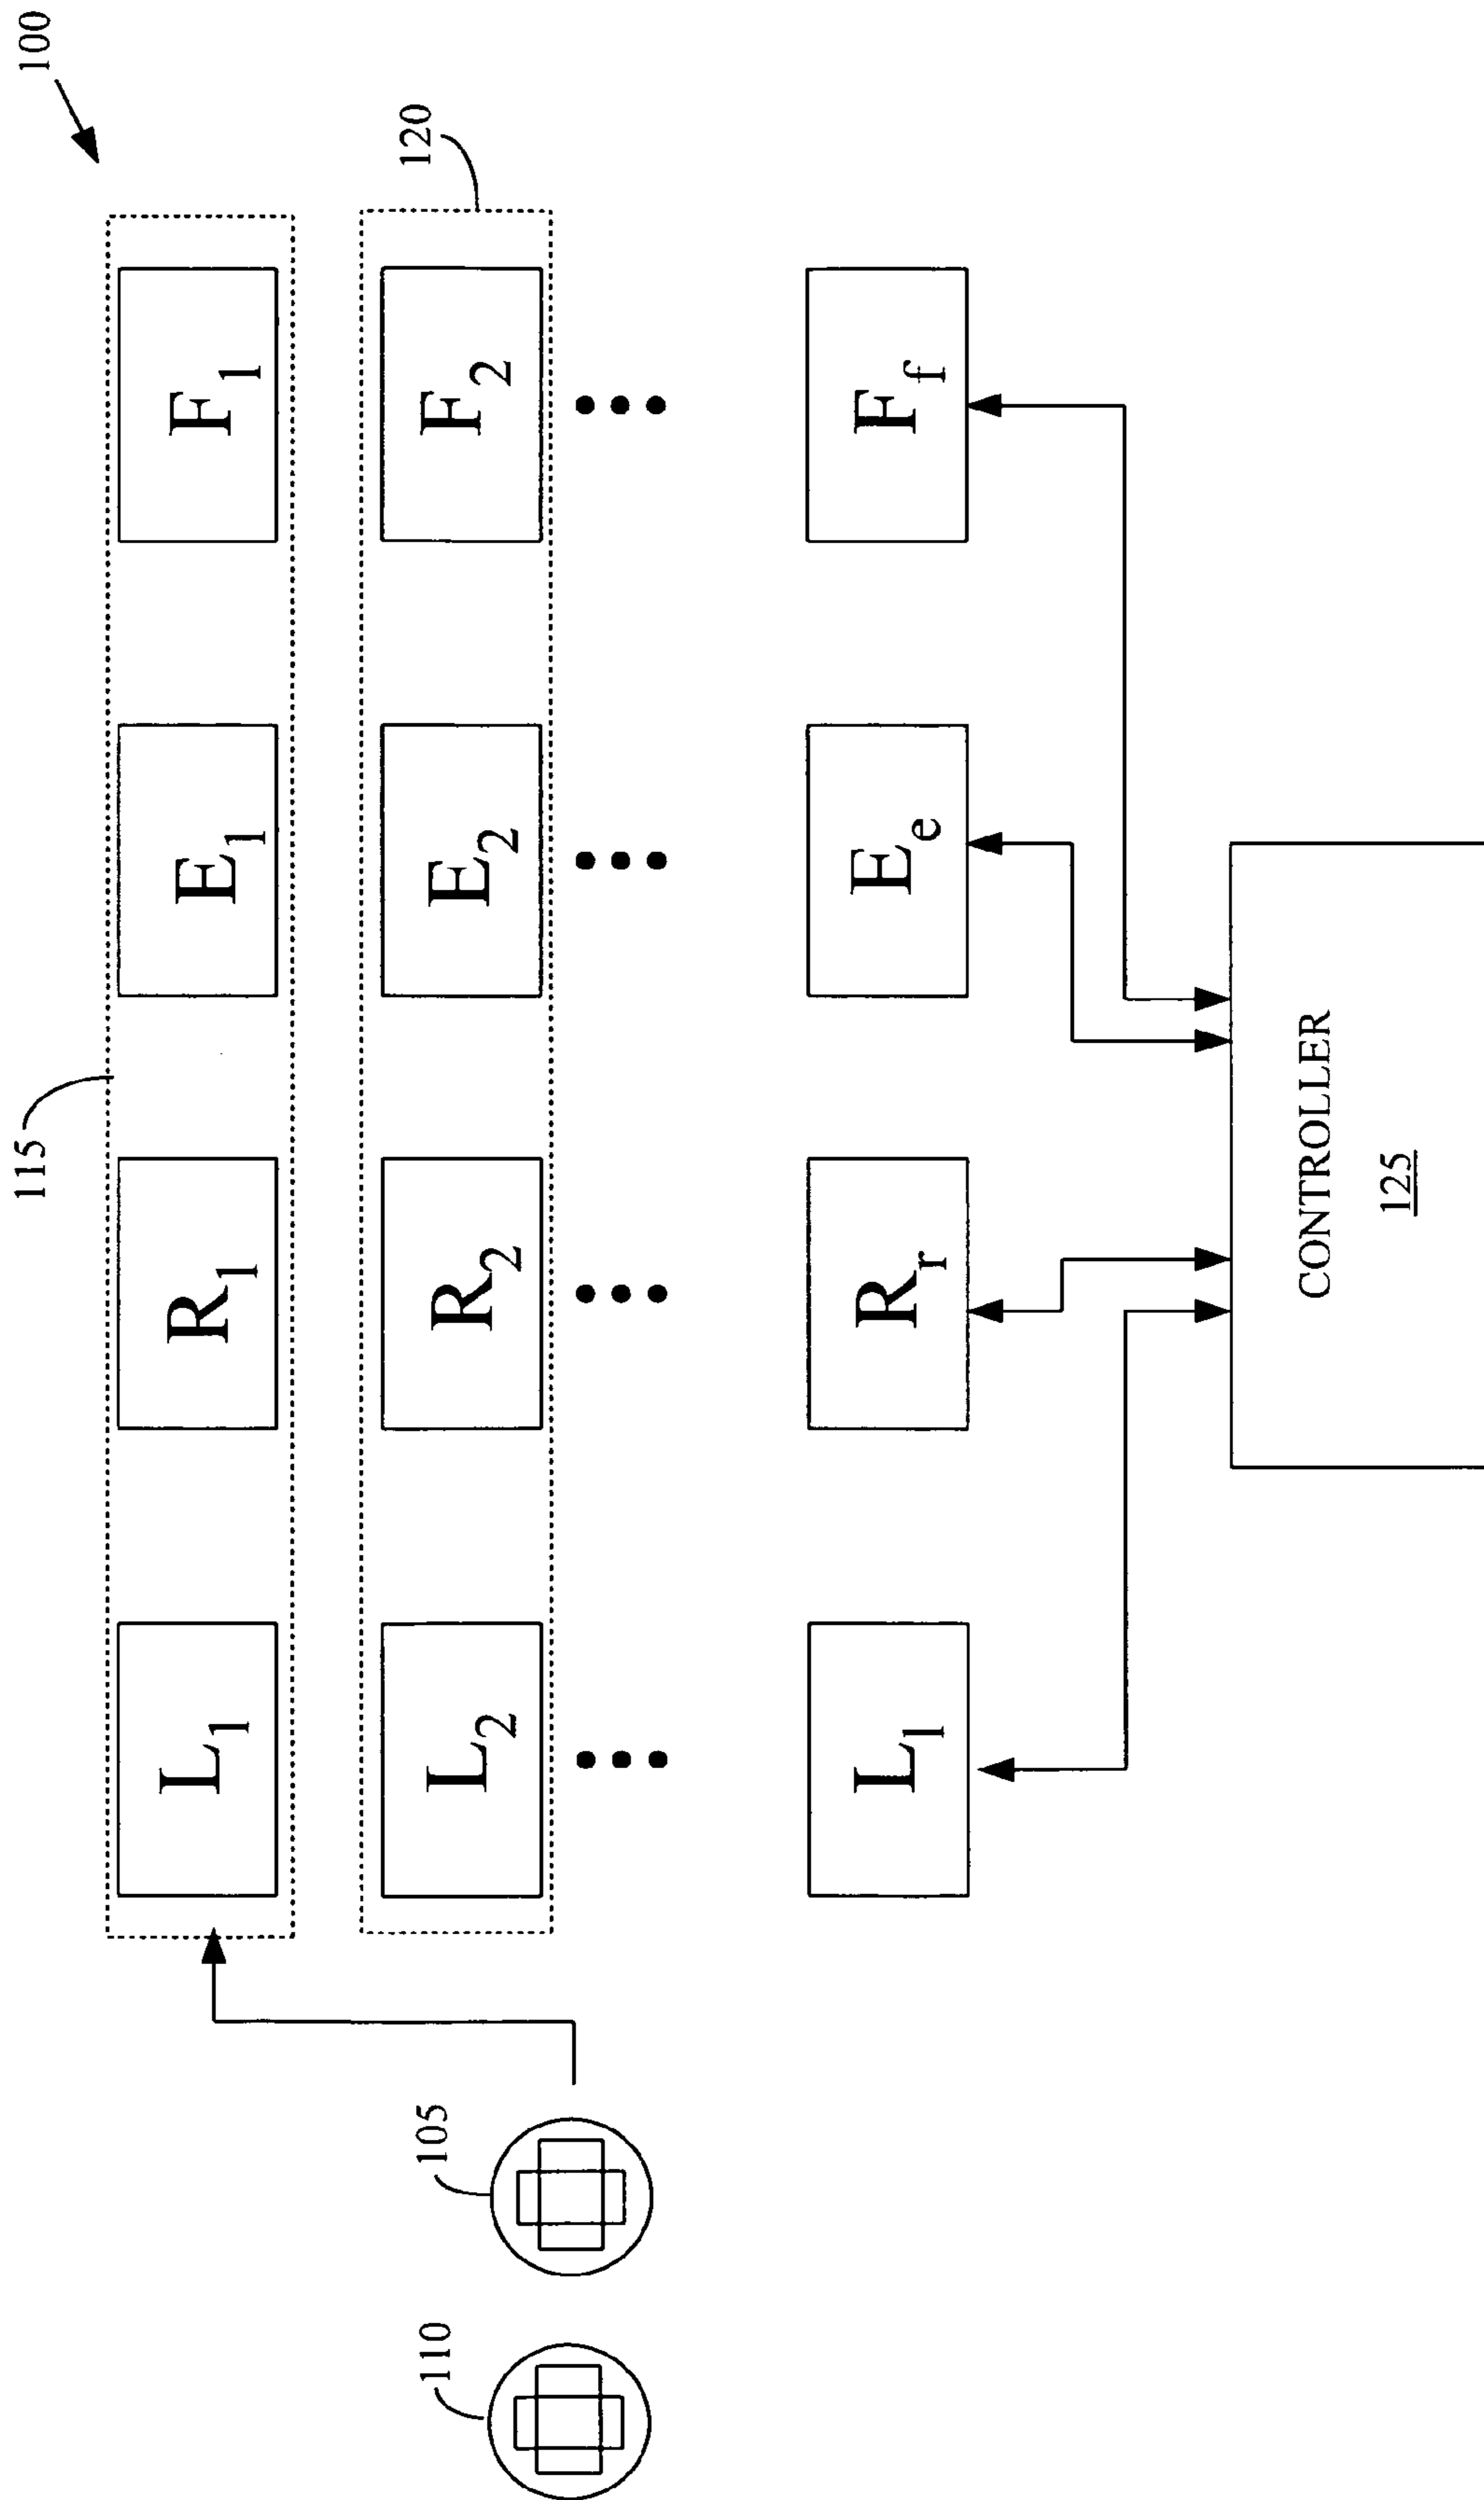 115
100
L1 R1 E1 F1
120
110 105
L2 R2 E2 F2
Ll Rr Ee Ff
CONTROLLER
125